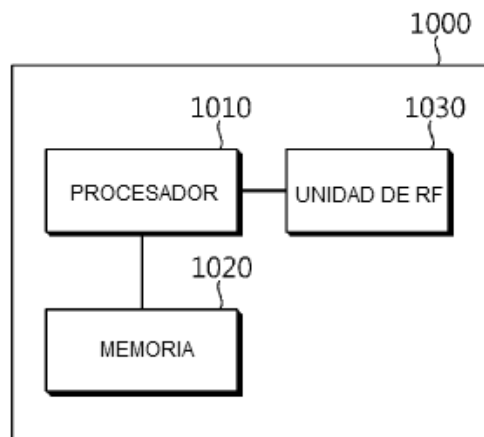 1000
1010
1030
PROCESADOR
UNIDAD DE RF
1020
MEMORIA